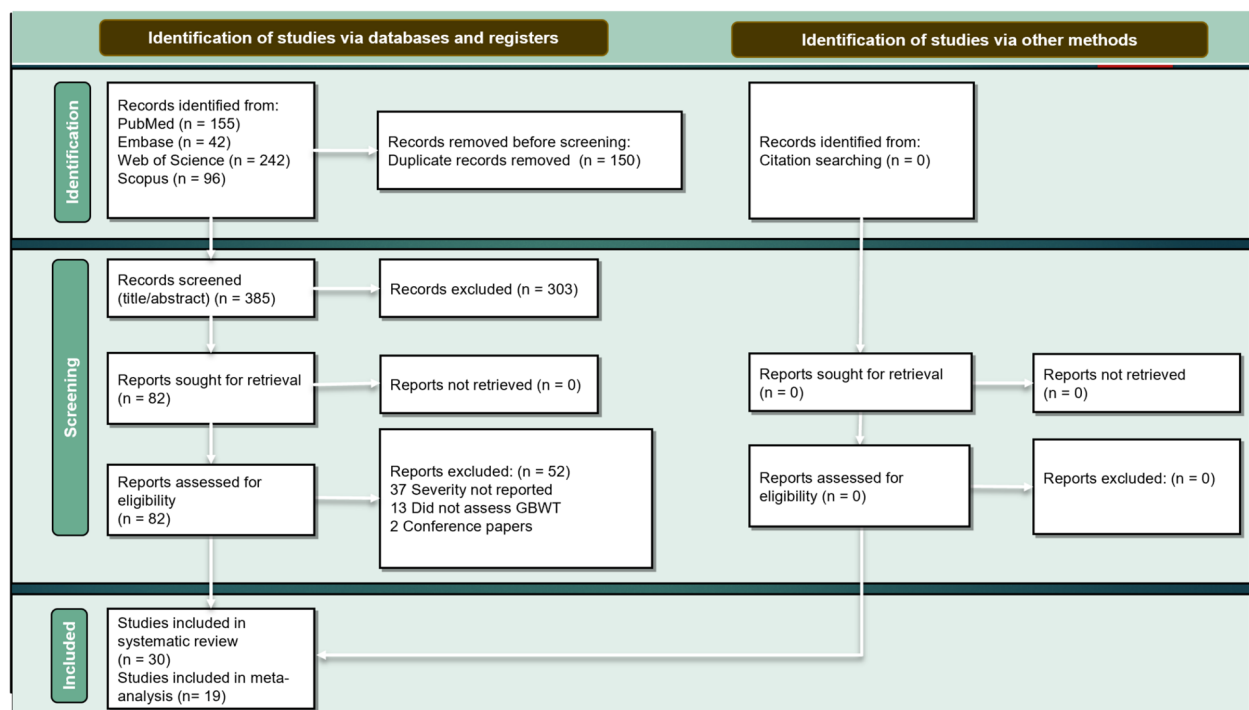 Identification of studies via databases and registers
Identification of studies via other methods
Identification
Records identified from:
PubMed (n = 155)
Embase (n = 42)
Web of Science (n = 242)
Scopus (n = 96)
Records removed before screening:
Duplicate records removed (n = 150)
Records identified from:
Citation searching (n = 0)
Screening
Records screened
(title/abstract) (n = 385)
Records excluded (n = 303)
Reports sought for retrieval
(n = 82)
Reports not retrieved (n = 0)
Reports sought for retrieval
(n = 0)
Reports not retrieved
(n = 0)
Reports assessed for
eligibility
(n = 82)
Reports excluded: (n = 52)
37 Severity not reported
13 Did not assess GBWT
2 Conference papers
Reports assessed for
eligibility (n = 0)
Reports excluded: (n = 0)
Included
Studies included in
systematic review
(n = 30)
Studies included in meta-
analysis (n= 19)